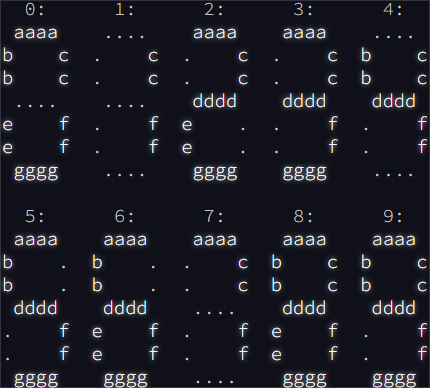 0:      1:      2:      3:      4:
 aaaa    ....    aaaa    aaaa    ....
b    c  .    c  .    c  .    c  b    c
b    c  .    c  .    c  .    c  b    c
 ....    ....    dddd    dddd    dddd
e    f  .    f  e    .  .    f  .    f
e    f  .    f  e    .  .    f  .    f
 gggg    ....    gggg    gggg    ....

  5:      6:      7:      8:      9:
 aaaa    aaaa    aaaa    aaaa    aaaa
b    .  b    .  .    c  b    c  b    c
b    .  b    .  .    c  b    c  b    c
 dddd    dddd    ....    dddd    dddd
.    f  e    f  .    f  e    f  .    f
.    f  e    f  .    f  e    f  .    f
 gggg    gggg    ....    gggg    gggg